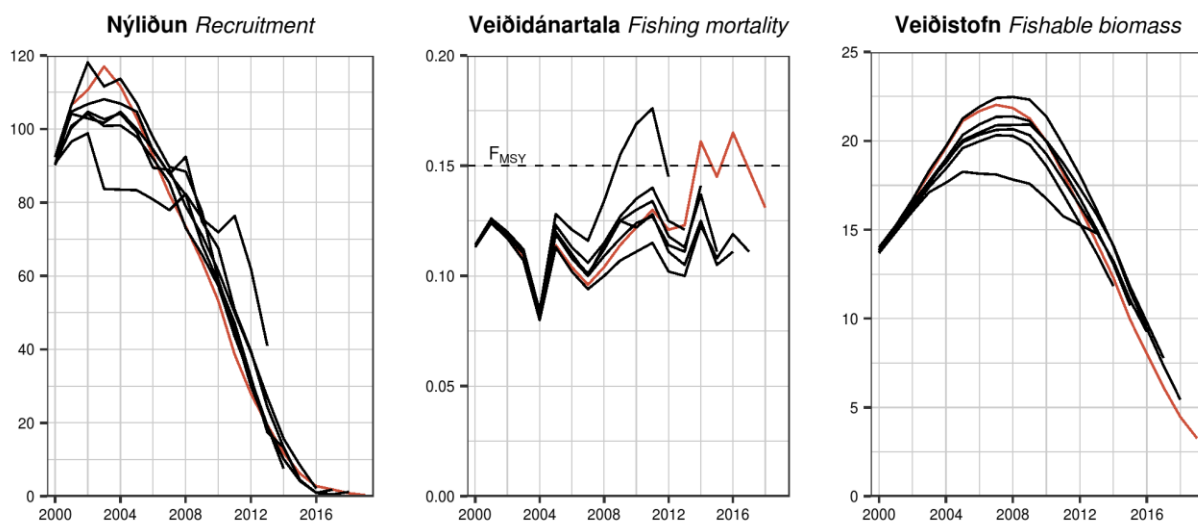 Nýliðun Recruitment
120
100
80
60
40
20
0
2000 2004 2008 2012 2016
Veiðidánartala Fishing mortality
0.20
0.15
0.10
0.05
0.00
F_MSY
2000 2004 2008 2012 2016
Veiðistofn Fishable biomass
25
20
15
10
5
0
2000 2004 2008 2012 2016